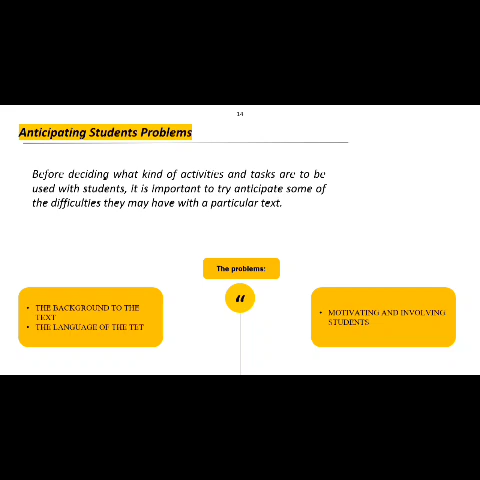 14
Anticipating Students Problems
Before deciding what kind of activities and tasks are to be
used with students, it is important to try anticipate some of
the difficulties they may have with a particular text.
The problems:
“
• THE BACKGROUND TO THE
TEXT
• THE LANGUAGE OF THE TET
• MOTIVATING AND INVOLVING
STUDENTS